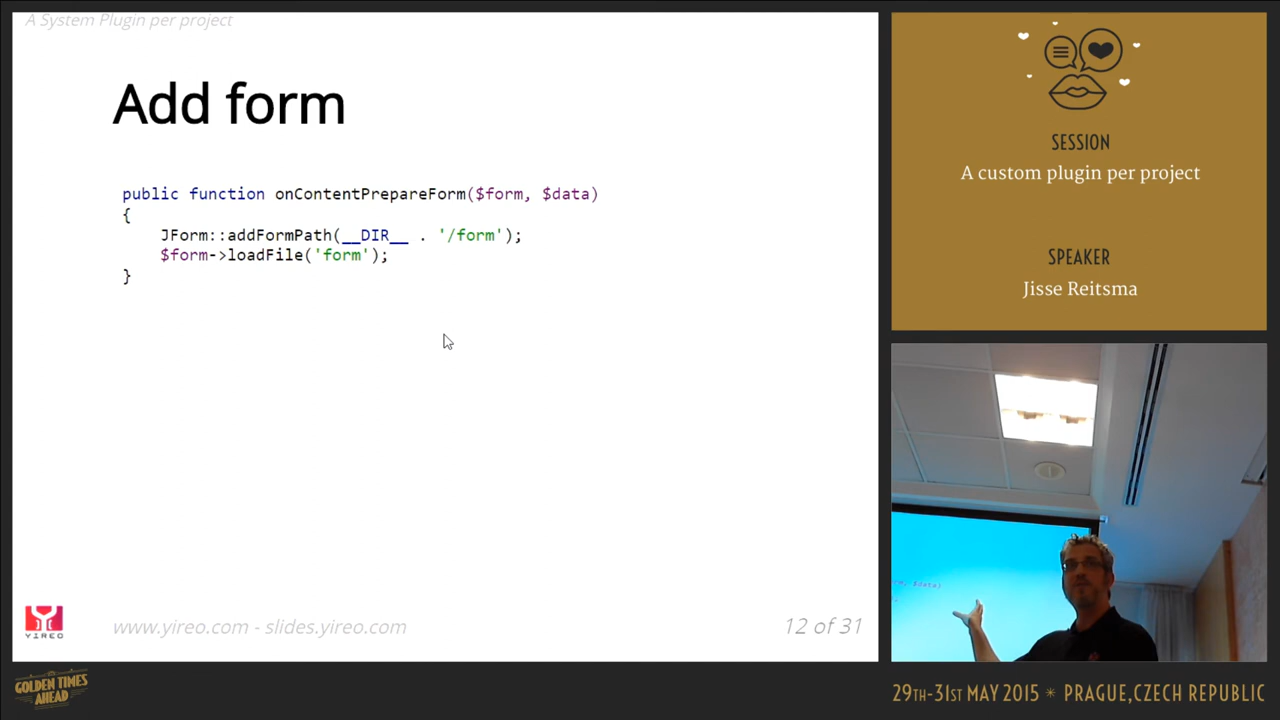 A System Plugin per project
Add form
public function onContentPrepareForm($form, $data)
{
JForm::addFormPath(__DIR__ . '/form');
$form->loadFile('form');
}
YIREO
www.yireo.com - slides.yireo.com
12 of 31
SESSION
A custom plugin per project
SPEAKER
Jisse Reitsma
$data)
GOLDEN TIMES
AHEAD
29TH-31ST MAY 2015 * PRAGUE,CZECH REPUBLIC